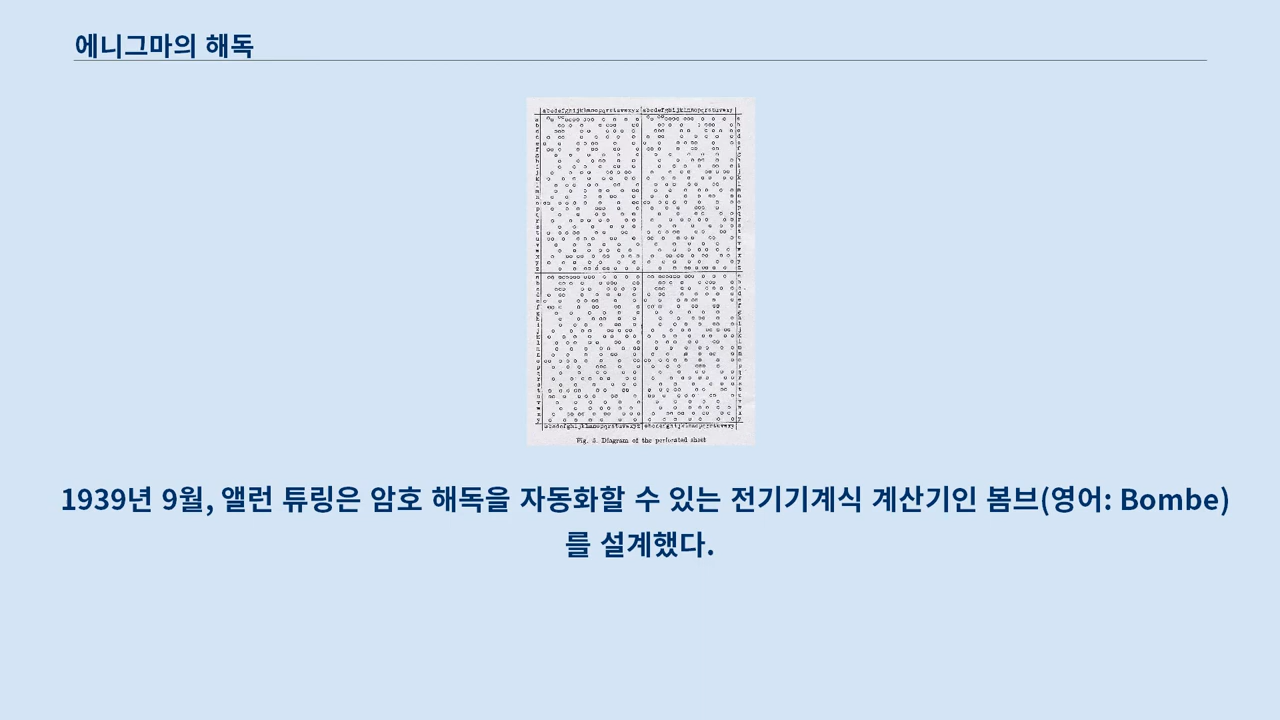 에니그마의 해독
Fig. 3. Diagram of the perforated sheet
1939년 9월, 앨런 튜링은 암호 해독을 자동화할 수 있는 전기기계식 계산기인 봄브(영어: Bombe)
를 설계했다.